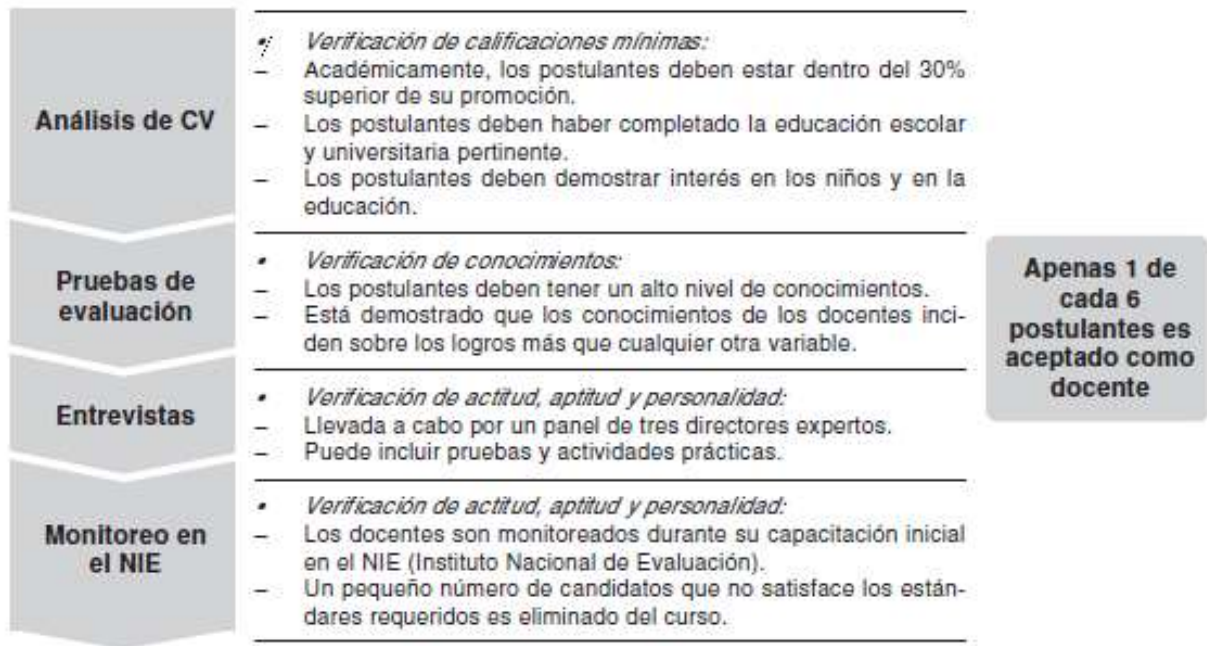 Análisis de CV
• Verificación de calificaciones mínimas:
– Académicamente, los postulantes deben estar dentro del 30%
superior de su promoción.
– Los postulantes deben haber completado la educación escolar
y universitaria pertinente.
– Los postulantes deben demostrar interés en los niños y en la
educación.
Pruebas de
evaluación
• Verificación de conocimientos:
– Los postulantes deben tener un alto nivel de conocimientos.
– Está demostrado que los conocimientos de los docentes inci-
den sobre los logros más que cualquier otra variable.
Entrevistas
• Verificación de actitud, aptitud y personalidad:
– Llevada a cabo por un panel de tres directores expertos.
– Puede incluir pruebas y actividades prácticas.
Monitoreo en
el NIE
• Verificación de actitud, aptitud y personalidad:
– Los docentes son monitoreados durante su capacitación inicial
en el NIE (Instituto Nacional de Evaluación).
– Un pequeño número de candidatos que no satisface los están-
dares requeridos es eliminado del curso.
Apenas 1 de
cada 6
postulantes es
aceptado como
docente